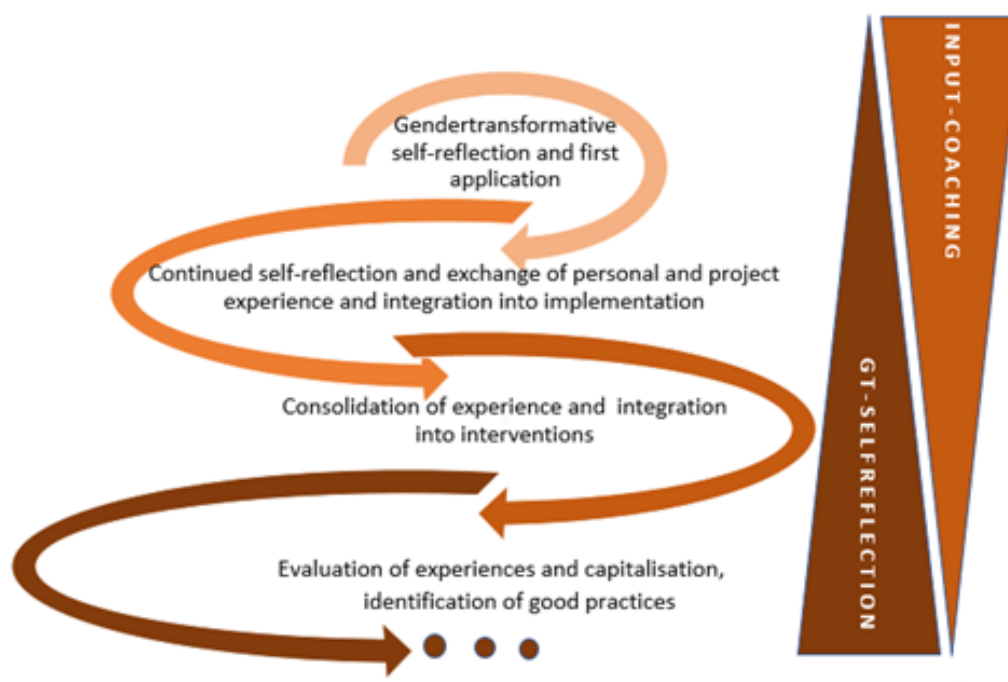 Gendertransformative
self-reflection and first
application
Continued self-reflection and exchange of personal and project
experience and integration into implementation
Consolidation of experience and integration
into interventions
Evaluation of experiences and capitalisation,
identification of good practices
INPUT-COACHING
GT-SELFREFLECTION